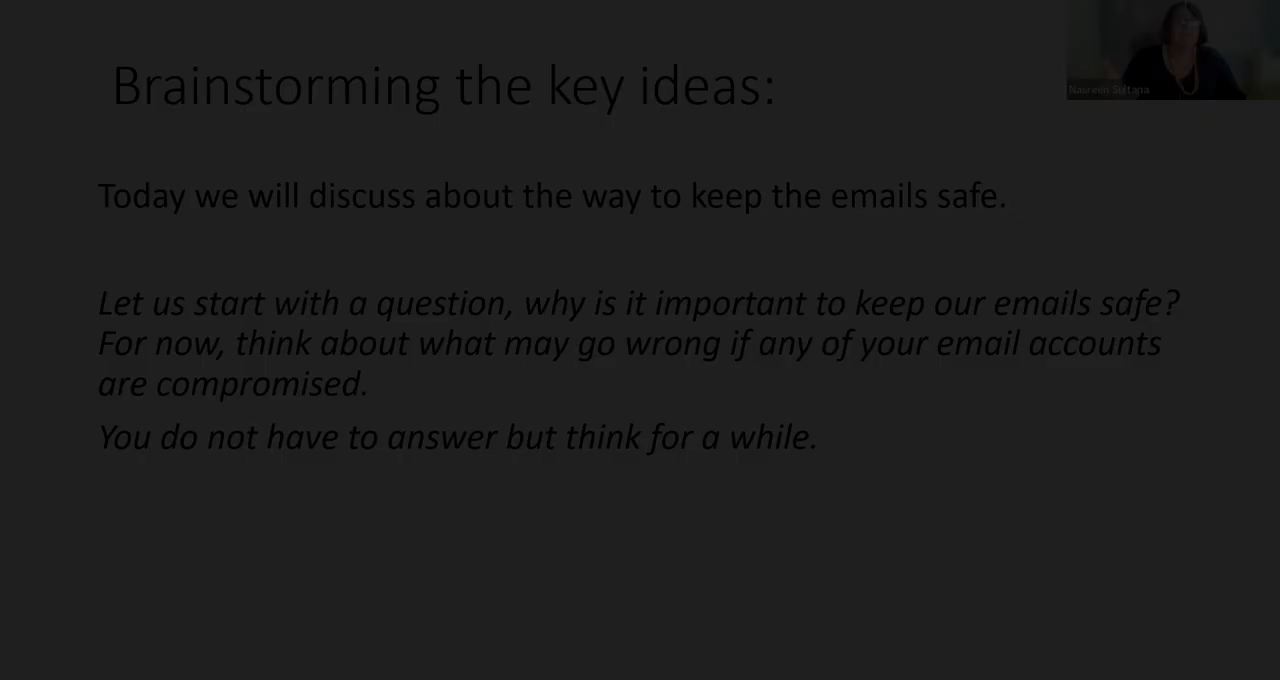 Brainstorming the key ideas:
Nasreen Sultana
Today we will discuss about the way to keep the emails safe.
Let us start with a question, why is it important to keep our emails safe?
For now, think about what may go wrong if any of your email accounts
are compromised.
You do not have to answer but think for a while.